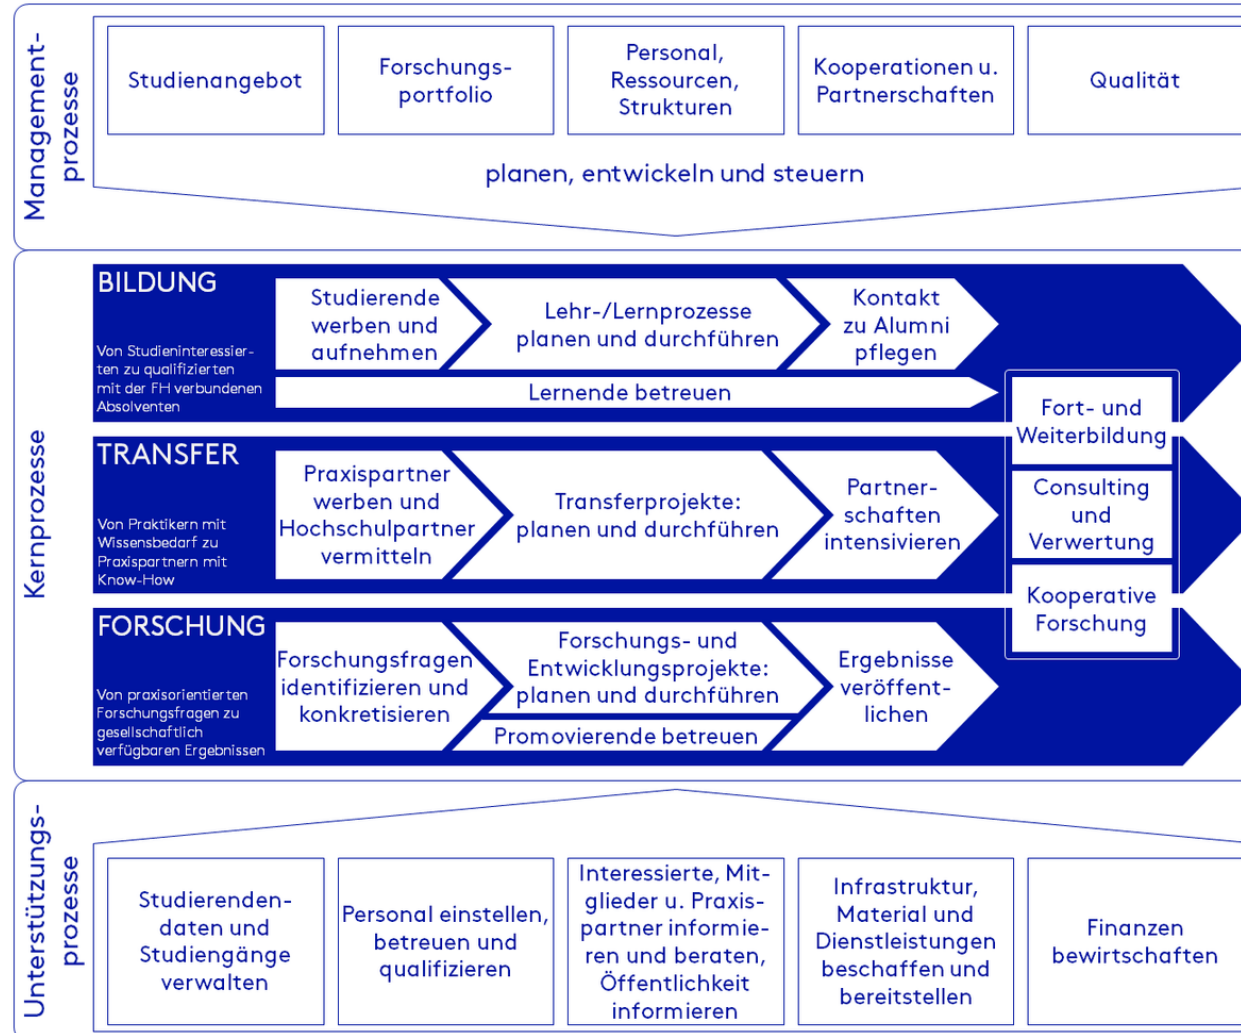 Management-
prozesse
Studienangebot
Forschungs-
portfolio
Personal,
Ressourcen,
Strukturen
Kooperationen u.
Partnerschaften
Qualität
planen, entwickeln und steuern
Kernprozesse
BILDUNG
Von Studieninteressier-
ten zu qualifizierten
mit der FH verbundenen
Absolventen
Studierende
werben und
aufnehmen
Lehr-/Lernprozesse
planen und durchführen
Kontakt
zu Alumni
pflegen
Lernende betreuen
TRANSFER
Von Praktikern mit
Wissensbedarf zu
Praxispartnern mit
Know-How
Praxispartner
werben und
Hochschulpartner
vermitteln
Transferprojekte:
planen und durchführen
Partner-
schaften
intensivieren
FORSCHUNG
Von praxisorientierten
Forschungsfragen zu
gesellschaftlich
verfügbaren Ergebnissen
Forschungsfragen
identifizieren und
konkretisieren
Forschungs- und
Entwicklungsprojekte:
planen und durchführen
Promovierende betreuen
Ergebnisse
veröffent-
lichen
Fort- und
Weiterbildung
Consulting
und
Verwertung
Kooperative
Forschung
Unterstützungs-
prozesse
Studierenden-
daten und
Studiengänge
verwalten
Personal einstellen,
betreuen und
qualifizieren
Interessierte, Mit-
glieder u. Praxis-
partner informie-
ren und beraten,
Öffentlichkeit
informieren
Infrastruktur,
Material und
Dienstleistungen
beschaffen und
bereitstellen
Finanzen
bewirtschaften